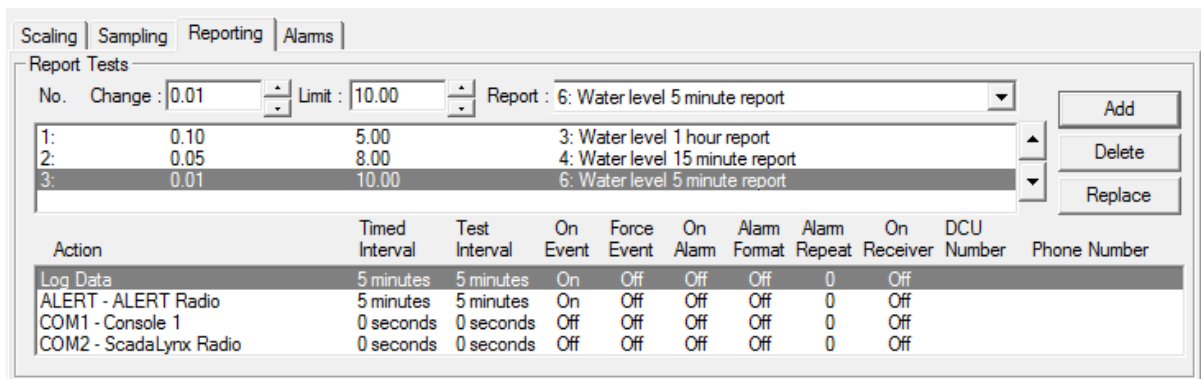 Scaling Sampling Reporting Alarms
Report Tests
No. Change : 0.01 Limit : 10.00 Report : 6: Water level 5 minute report
Add
1: 0.10 5.00 3: Water level 1 hour report
2: 0.05 8.00 4: Water level 15 minute report
Delete
3: 0.01 10.00 6: Water level 5 minute report
Replace
Timed Test On Force On Alarm Alarm On DCU
Action Interval Interval Event Event Alarm Format Repeat Receiver Number Phone Number
Log Data 5 minutes 5 minutes On Off Off Off 0 Off
ALERT - ALERT Radio 5 minutes 5 minutes On Off Off Off 0 Off
COM1 - Console 1 0 seconds 0 seconds Off Off Off Off 0 Off
COM2 - ScadaLynx Radio 0 seconds 0 seconds Off Off Off Off 0 Off